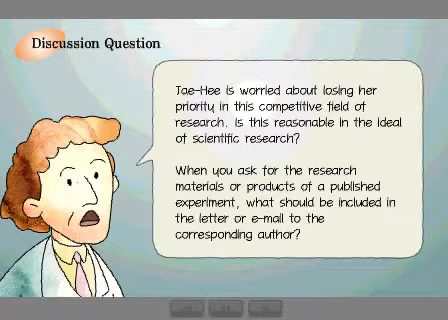 Discussion Question
Tae-Hee is worried about losing her
priority in this competitive field of
research. Is this reasonable in the ideal
of scientific research?
When you ask for the research
materials or products of a published
experiment, what should be included in
the letter or e-mail to the
corresponding author?